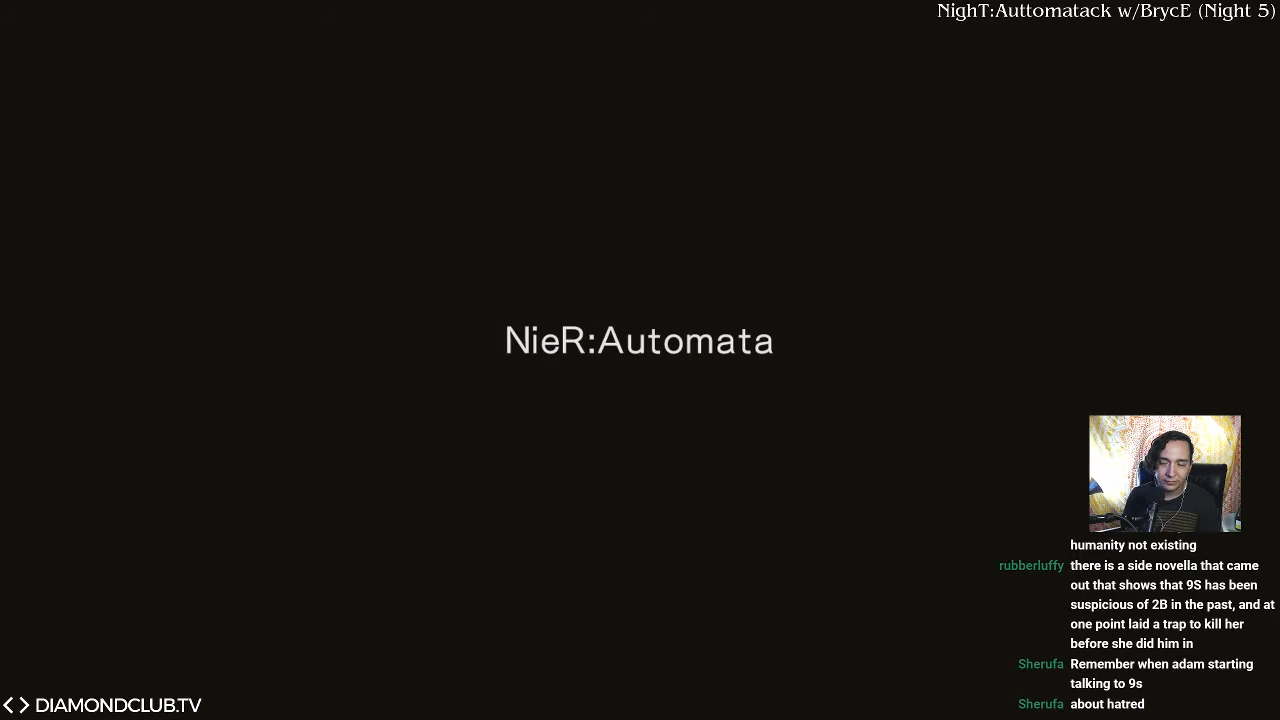 NighT:Auttomatack w/BrycE (Night 5)
NieR:Automata
humanity not existing
rubberluffy there is a side novella that came
out that shows that 9S has been
suspicious of 2B in the past, and at
one point laid a trap to kill her
before she did him in
Sherufa Remember when adam starting
talking to 9s
Sherufa about hatred
<> DIAMONDCLUB.TV